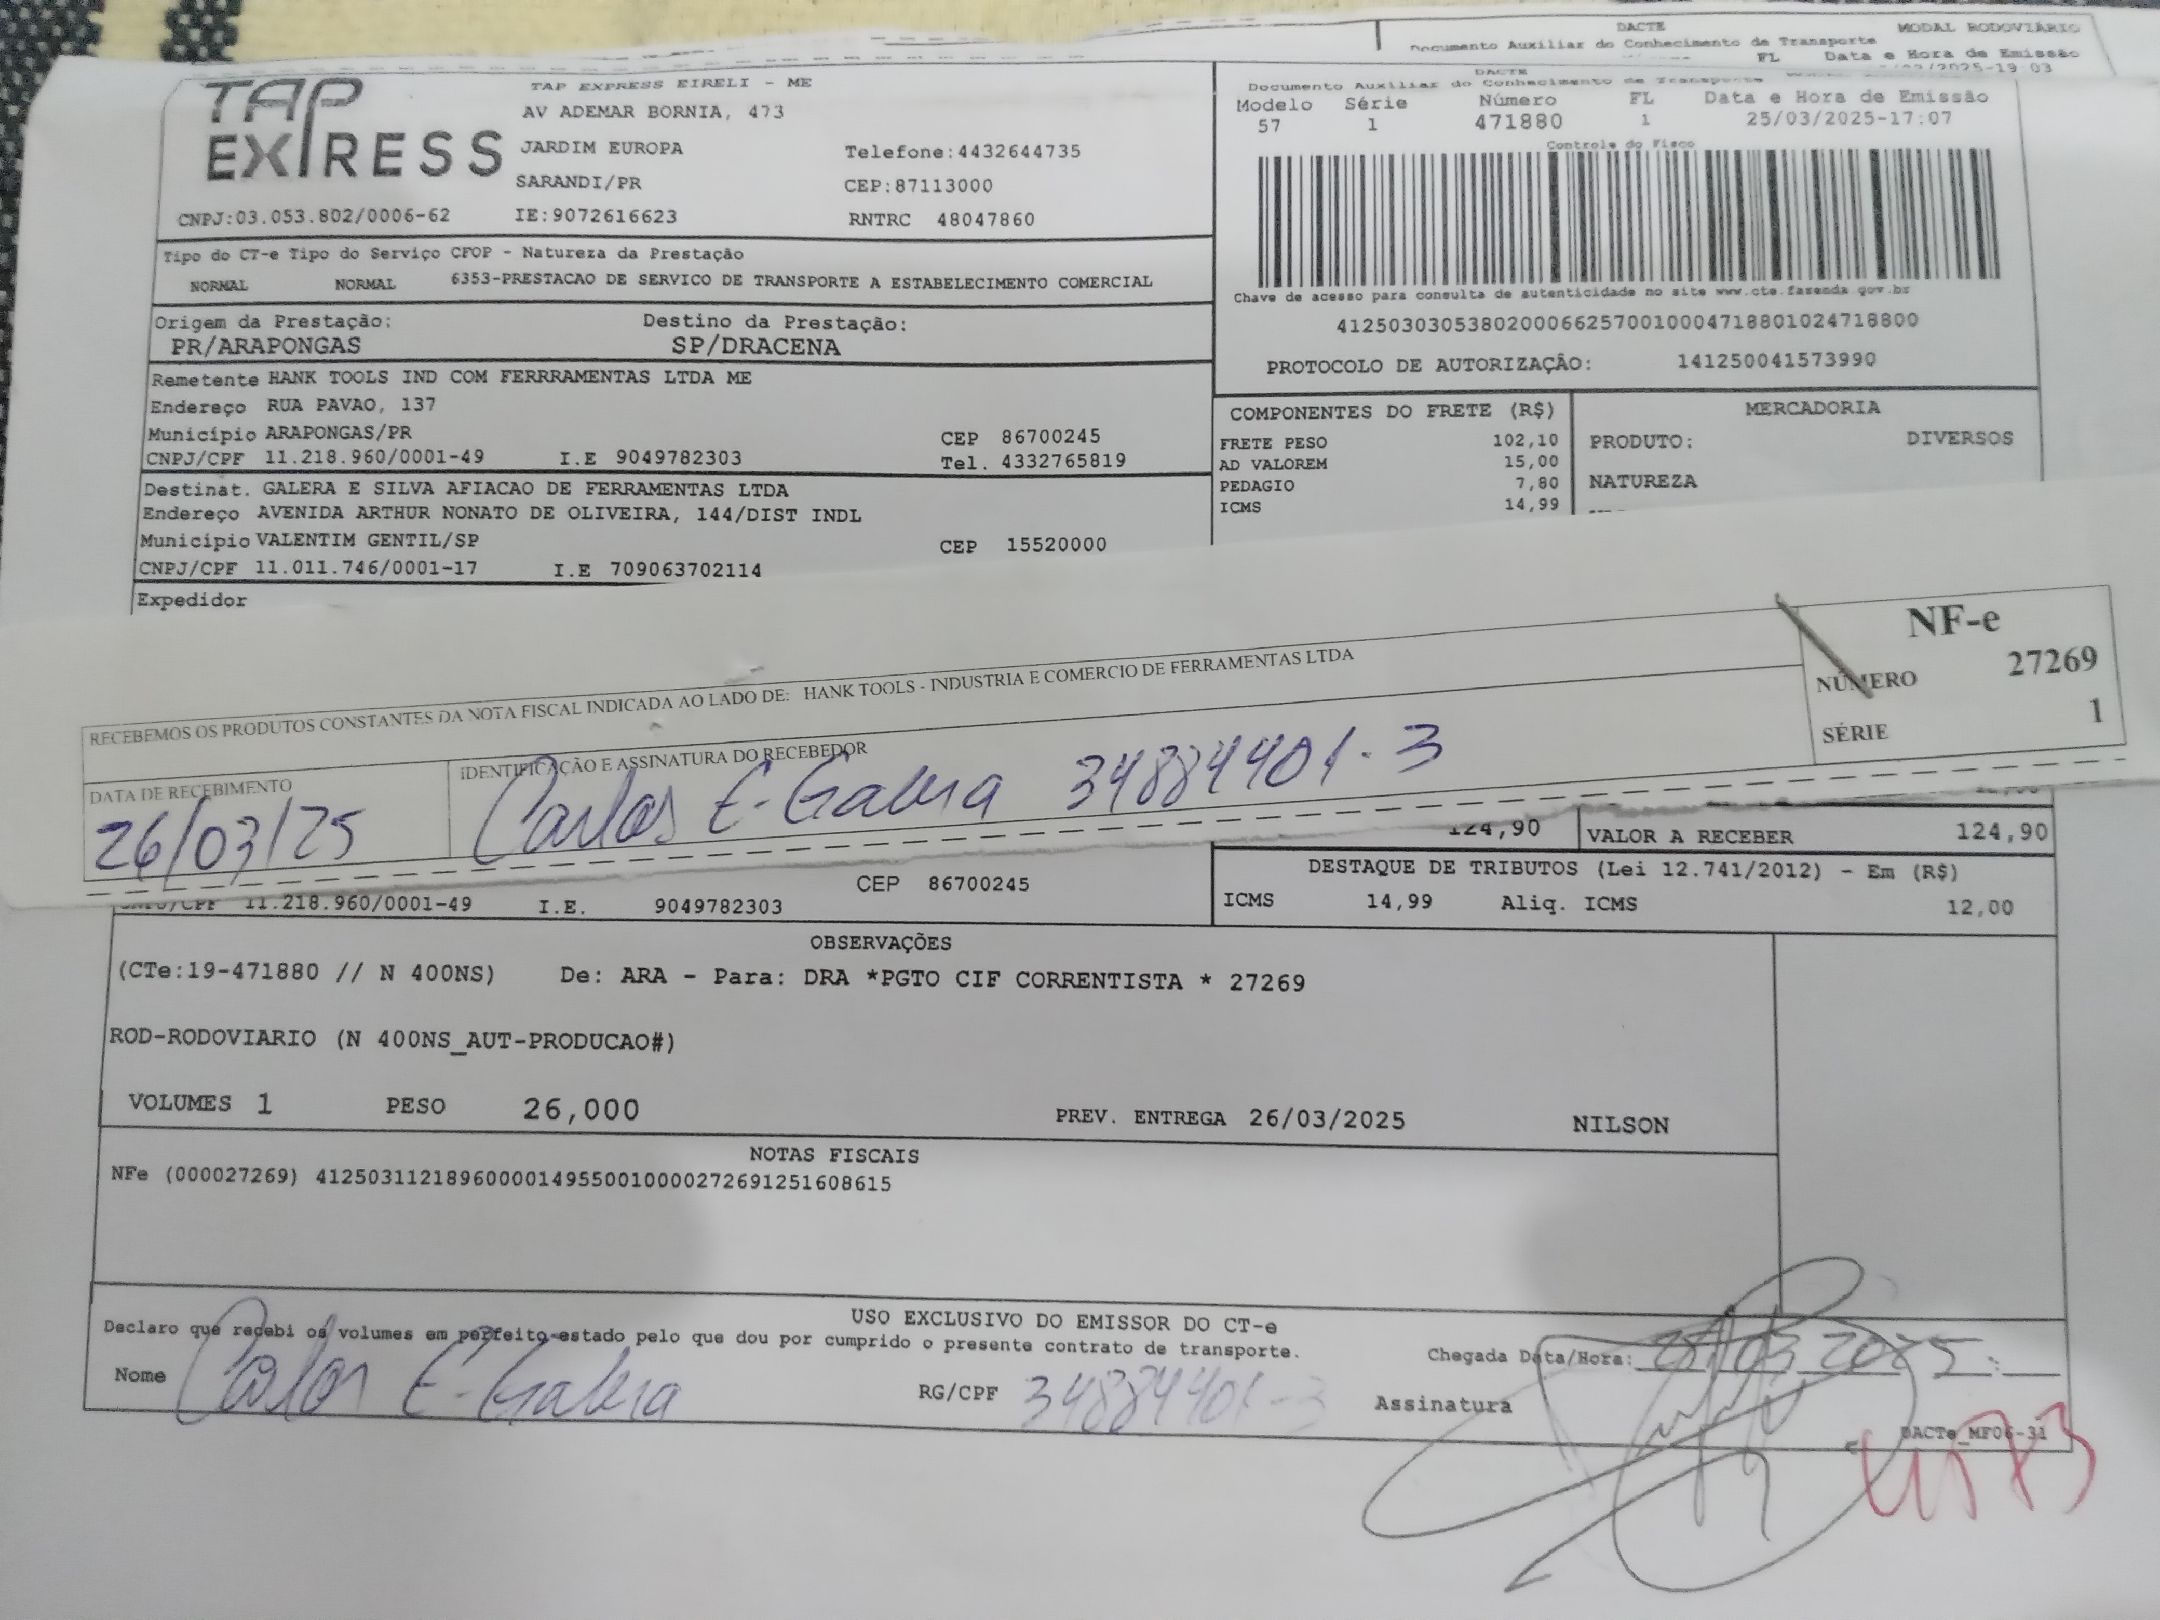 DACTE
MODAL RODOVIÁRIO
Documento Auxiliar do Conhecimento de Transporte
FL Data e Hora de Emissão
2025-19:03
TAP EXPRESS
TAP EXPRESS EIRELI - ME
AV ADEMAR BORNIA, 473
JARDIM EUROPA
Telefone:4432644735
SARANDI/PR
CEP:87113000
CNPJ:03.053.802/0006-62
IE:9072616623
RNTRC 48047860
DACTE
Documento Auxiliar do Conhecimento de Transporte
Modelo Série Número FL Data e Hora de Emissão
57 1 471880 1 25/03/2025-17:07
Controle do Fisco
Chave de acesso para consulta de autenticidade no site www.cte.fazenda.gov.br
41250303053802000662570010004718801024718800
PROTOCOLO DE AUTORIZAÇÃO: 141250041573990
Tipo do CT-e Tipo do Serviço CFOP - Natureza da Prestação
NORMAL NORMAL 6353-PRESTACAO DE SERVICO DE TRANSPORTE A ESTABELECIMENTO COMERCIAL
Origem da Prestação: Destino da Prestação:
PR/ARAPONGAS SP/DRACENA
Remetente HANK TOOLS IND COM FERRRAMENTAS LTDA ME
Endereço RUA PAVAO, 137
Município ARAPONGAS/PR CEP 86700245
CNPJ/CPF 11.218.960/0001-49 I.E 9049782303 Tel. 4332765819
Destinat. GALERA E SILVA AFIACAO DE FERRAMENTAS LTDA
Endereço AVENIDA ARTHUR NONATO DE OLIVEIRA, 144/DIST INDL
Município VALENTIM GENTIL/SP CEP 15520000
CNPJ/CPF 11.011.746/0001-17 I.E 709063702114
Expedidor
COMPONENTES DO FRETE (R$)
FRETE PESO 102,10
AD VALOREM 15,00
PEDAGIO 7,80
ICMS 14,99
MERCADORIA
PRODUTO: DIVERSOS
NATUREZA
RECEBEMOS OS PRODUTOS CONSTANTES DA NOTA FISCAL INDICADA AO LADO DE: HANK TOOLS - INDUSTRIA E COMERCIO DE FERRAMENTAS LTDA
NF-e
NÚMERO 27269
SÉRIE 1
DATA DE RECEBIMENTO
26/03/25
IDENTIFICAÇÃO E ASSINATURA DO RECEBEDOR
Carlos E. Galera 34884401-3
124,90 VALOR A RECEBER 124,90
DESTAQUE DE TRIBUTOS (Lei 12.741/2012) - Em (R$)
ICMS 14,99 Aliq. ICMS 12,00
CEP 86700245
CNPJ/CPF 11.218.960/0001-49 I.E. 9049782303
OBSERVAÇÕES
(CTe:19-471880 // N 400NS) De: ARA - Para: DRA *PGTO CIF CORRENTISTA * 27269
ROD-RODOVIARIO (N 400NS_AUT-PRODUCAO#)
VOLUMES 1 PESO 26,000 PREV. ENTREGA 26/03/2025 NILSON
NOTAS FISCAIS
NFe (000027269) 41250311218960000149550010000272691251608615
USO EXCLUSIVO DO EMISSOR DO CT-e
Declaro que recebi os volumes em perfeito estado pelo que dou por cumprido o presente contrato de transporte.
Nome Carlos E. Galera RG/CPF 34884401-3
Chegada Data/Hora:
Assinatura
DACTe_MF06-31